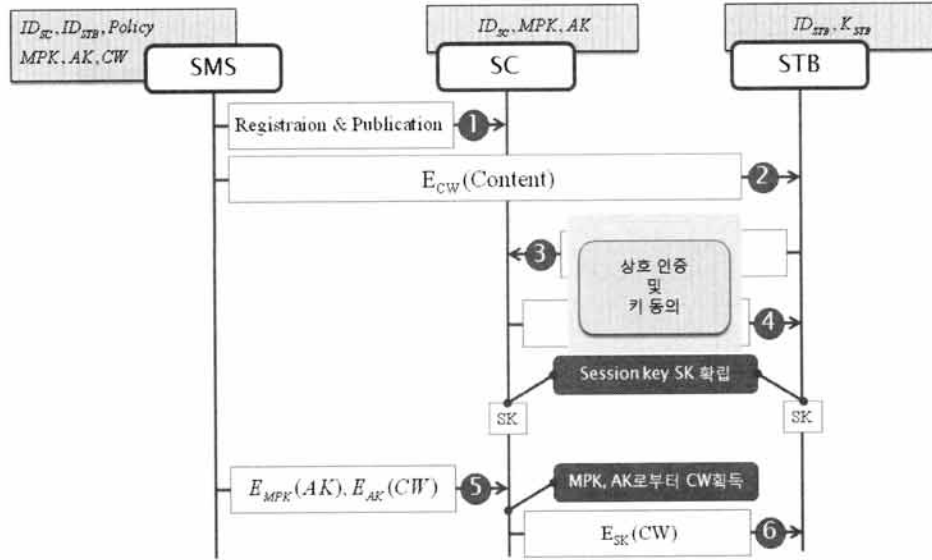 ID_SC, ID_STB, Policy
MPK, AK, CW
ID_SC, MPK, AK
ID_STB, K_STB
SMS
SC
STB
Registraion & Publication
1
E_CW(Content)
2
3
상호 인증
및
키 동의
4
Session key SK 확립
SK
SK
E_MPK(AK), E_AK(CW)
5
MPK, AK로부터 CW획득
E_SK(CW)
6